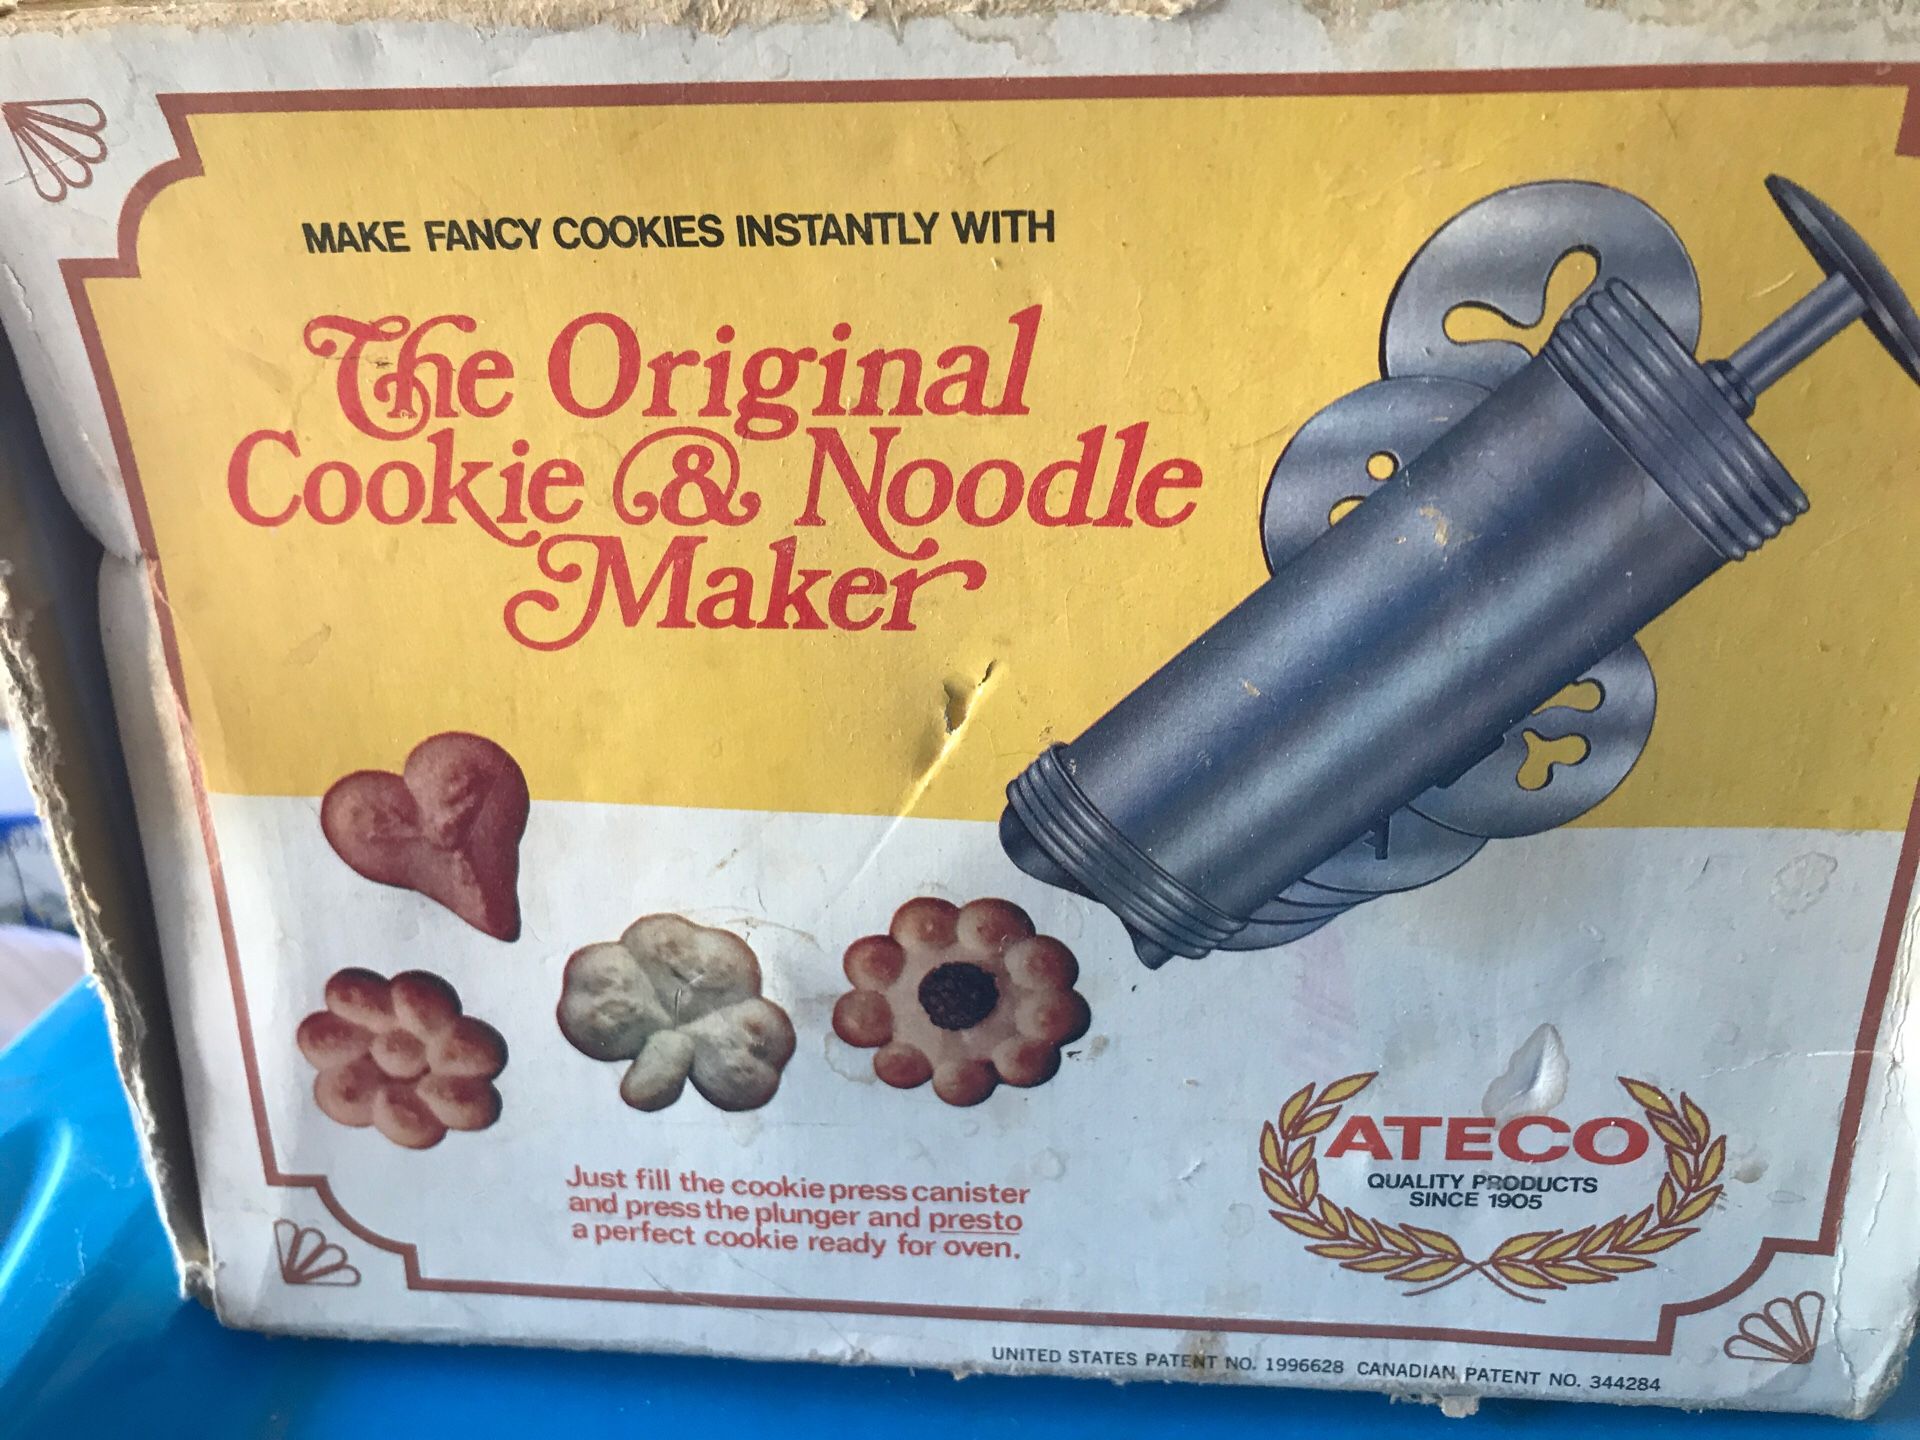 MAKE FANCY COOKIES INSTANTLY WITH
The Original
Cookie & Noodle
Maker
Just fill the cookie press canister
and press the plunger and presto
a perfect cookie ready for oven.
ATECO
QUALITY PRODUCTS
SINCE 1905
UNITED STATES PATENT NO. 1996628 CANADIAN PATENT NO. 344284